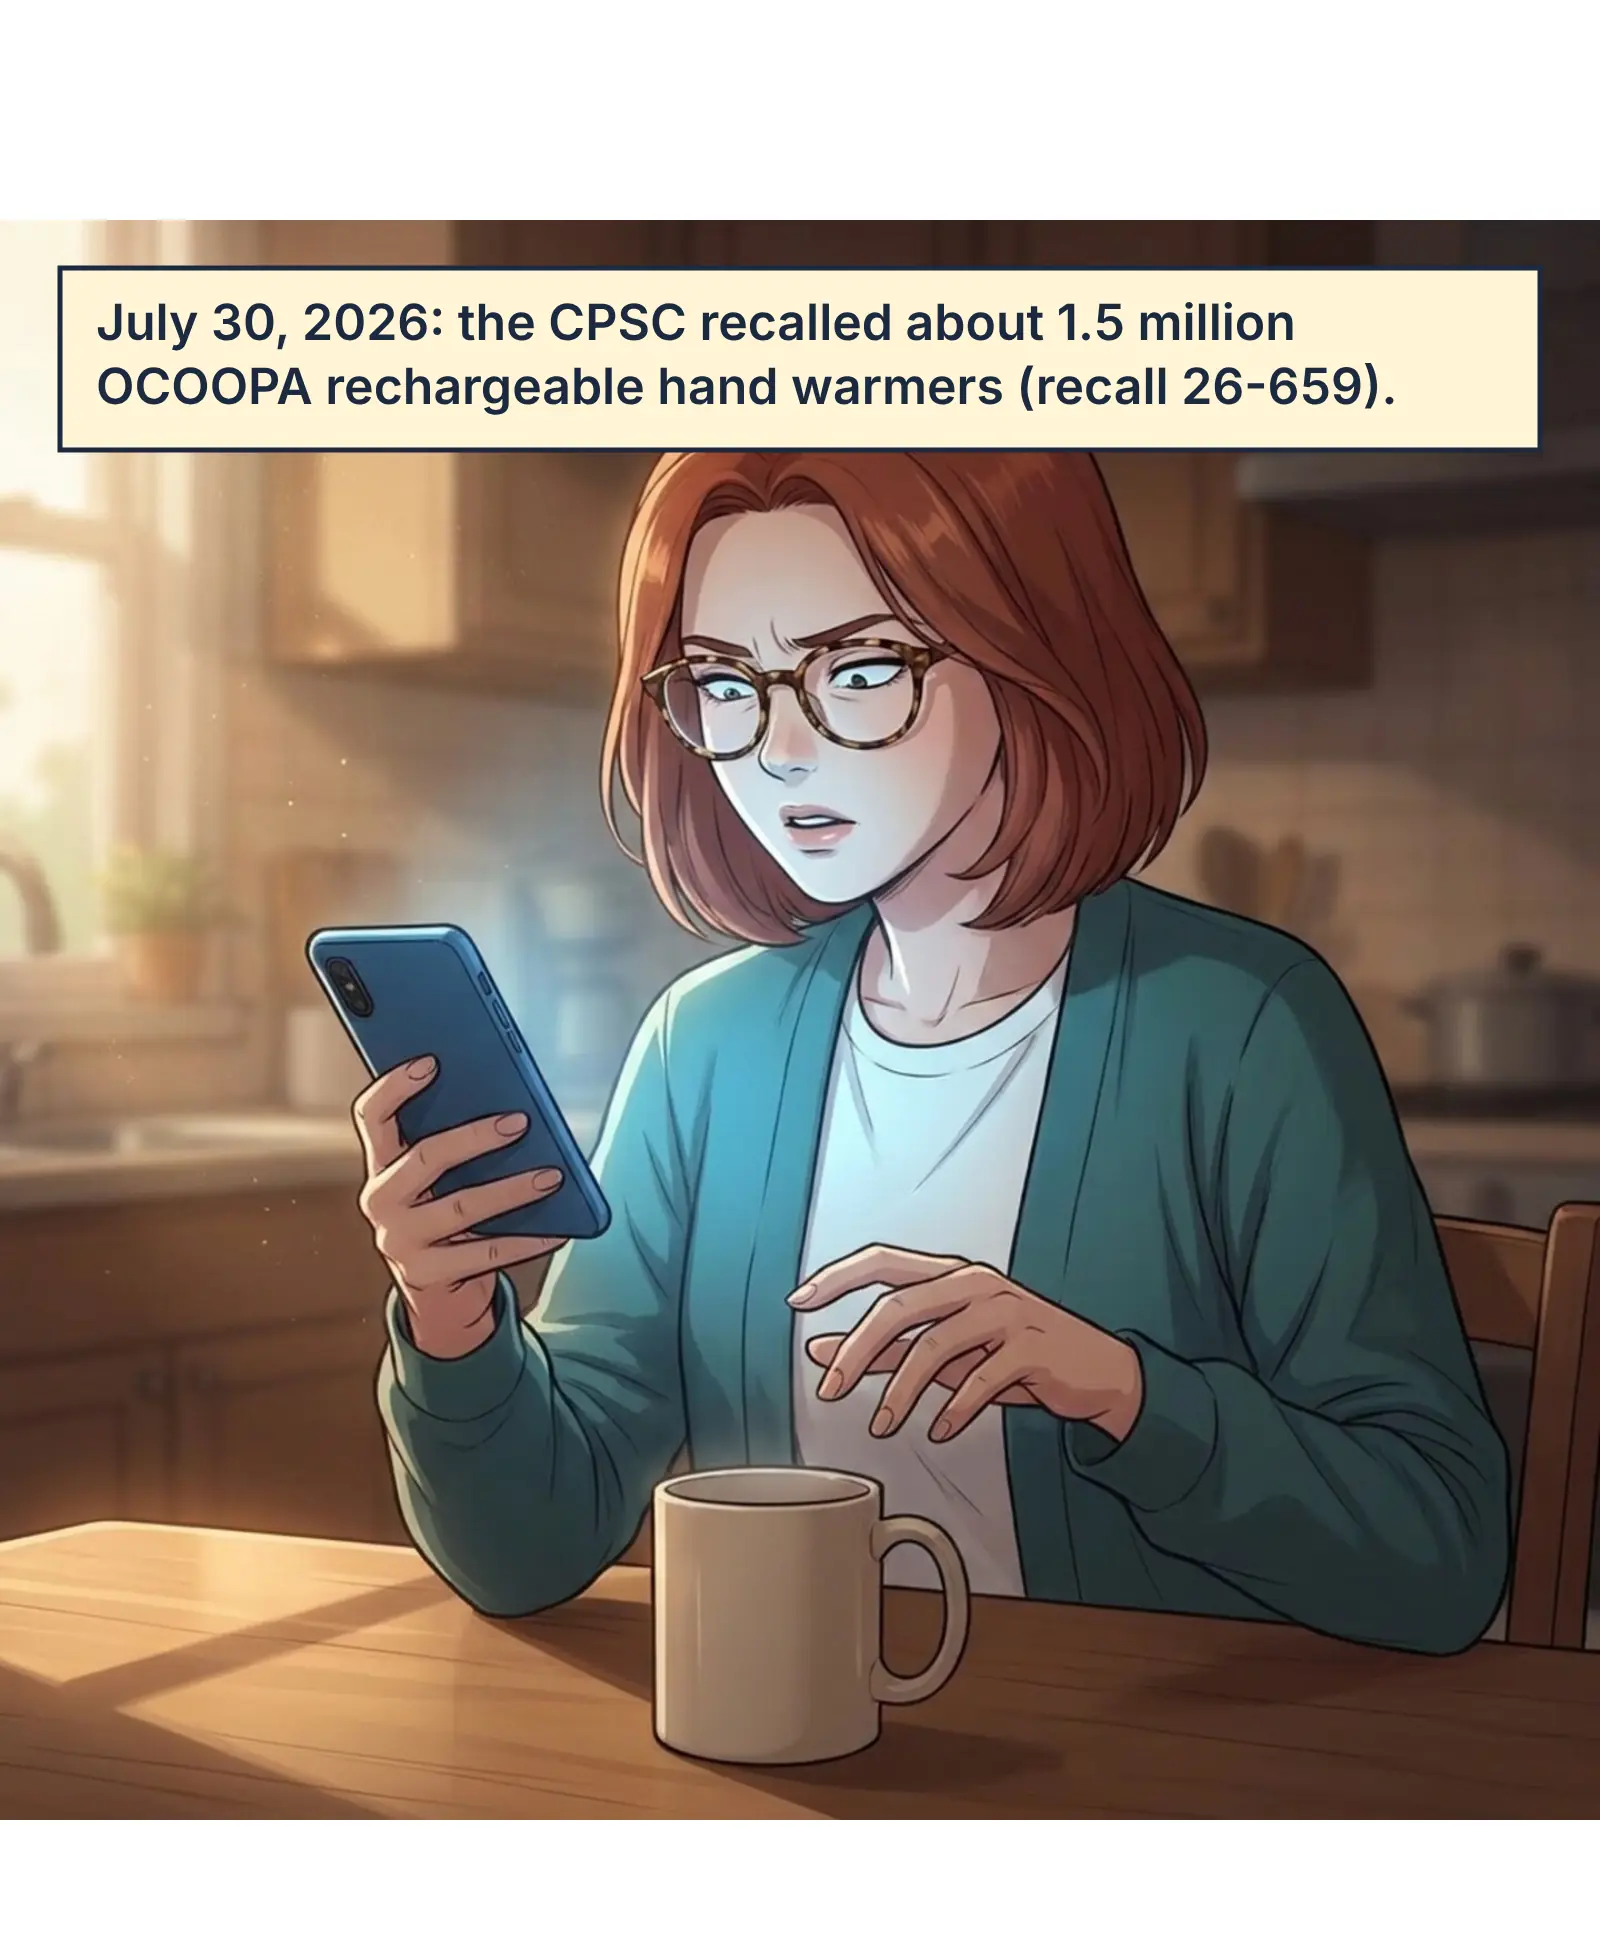 July 30, 2026: the CPSC recalled about 1.5 million
OCOOPA rechargeable hand warmers (recall 26-659).